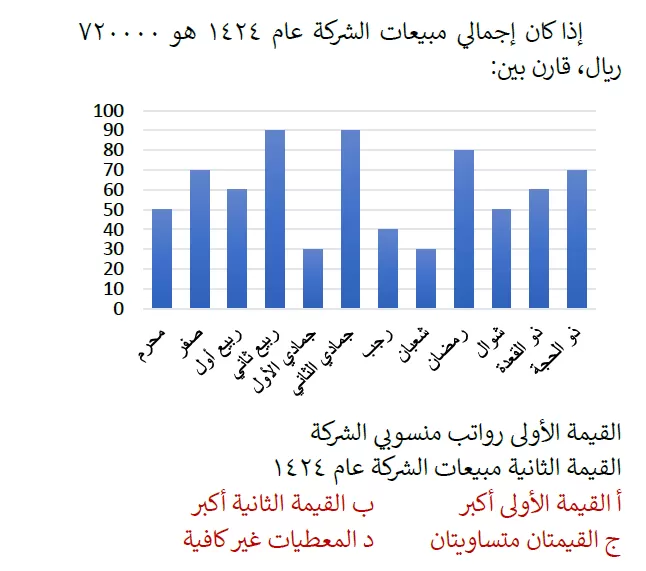 إذا كان إجمالي مبيعات الشركة عام ١٤٢٤ هو ٧٢٠٠٠٠
ريال، قارن بين:
100
90
80
70
60
50
40
30
20
10
0
محرم
صفر
ربيع أول
ربيع ثاني
جمادي الأول
جمادي الثاني
رجب
شعبان
رمضان
شوال
ذو القعدة
ذو الحجة
القيمة الأولى رواتب منسوبي الشركة
القيمة الثانية مبيعات الشركة عام ١٤٢٤
أ القيمة الأولى أكبر ب القيمة الثانية أكبر
ج القيمتان متساويتان د المعطيات غير كافية